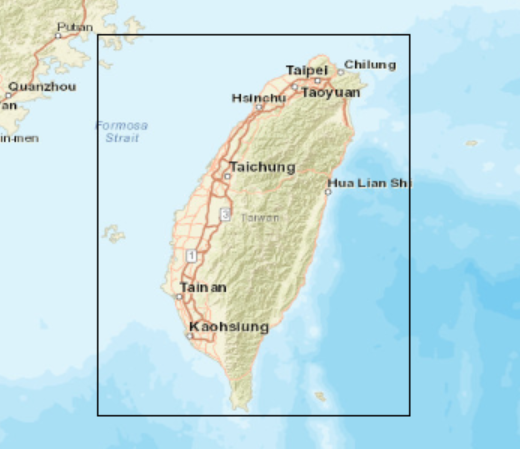 Putian
Quanzhou
an
in-men
Formosa
Strait
Chilung
Taipei
Taoyuan
Hsinchu
Taichung
Hua Lian Shi
3
Taiwan
1
Tainan
Kaohsiung